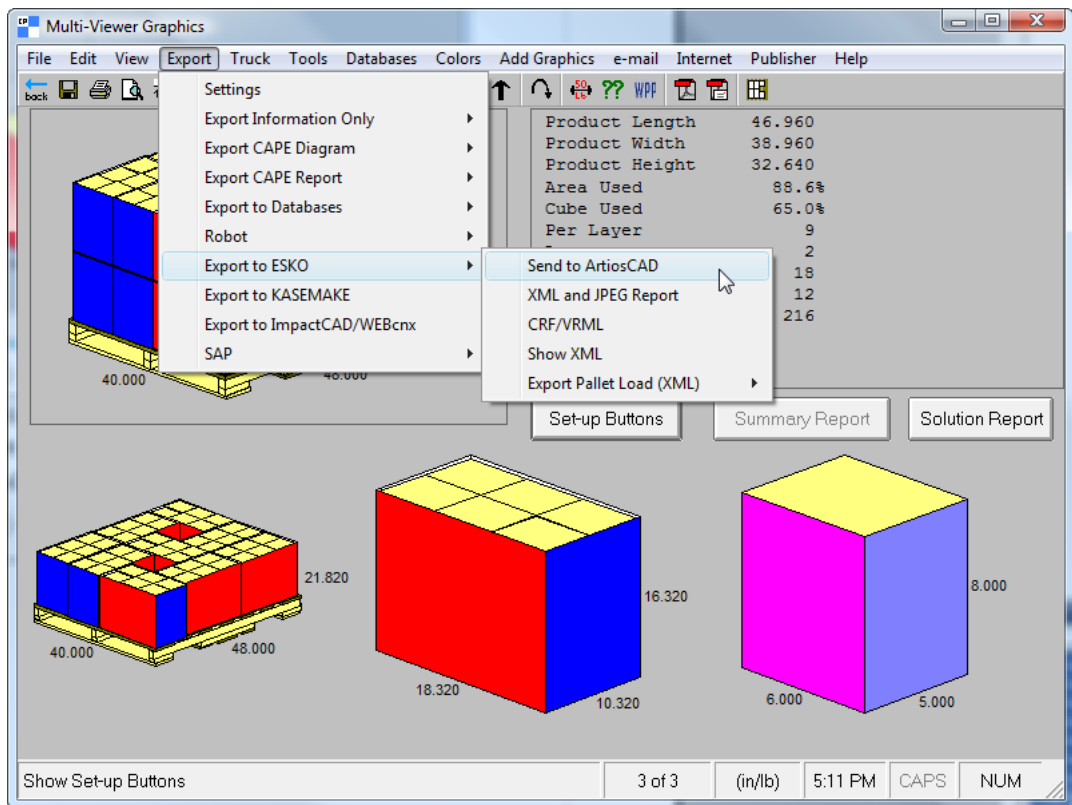 Multi-Viewer Graphics
File Edit View Export Truck Tools Databases Colors Add Graphics e-mail Internet Publisher Help
back 50 Lb ?? WPP
Settings
Export Information Only
Export CAPE Diagram
Export CAPE Report
Export to Databases
Robot
Export to ESKO
Export to KASEMAKE
Export to ImpactCAD/WEBcnx
SAP
Send to ArtiosCAD
XML and JPEG Report
CRF/VRML
Show XML
Export Pallet Load (XML)
Product Length 46.960
Product Width 38.960
Product Height 32.640
Area Used 88.6%
Cube Used 65.0%
Per Layer 9
2
18
12
216
40.000 48.000
Set-up Buttons Summary Report Solution Report
21.820
40.000 48.000
16.320
18.320 10.320
8.000
6.000 5.000
Show Set-up Buttons 3 of 3 (in/lb) 5:11 PM CAPS NUM